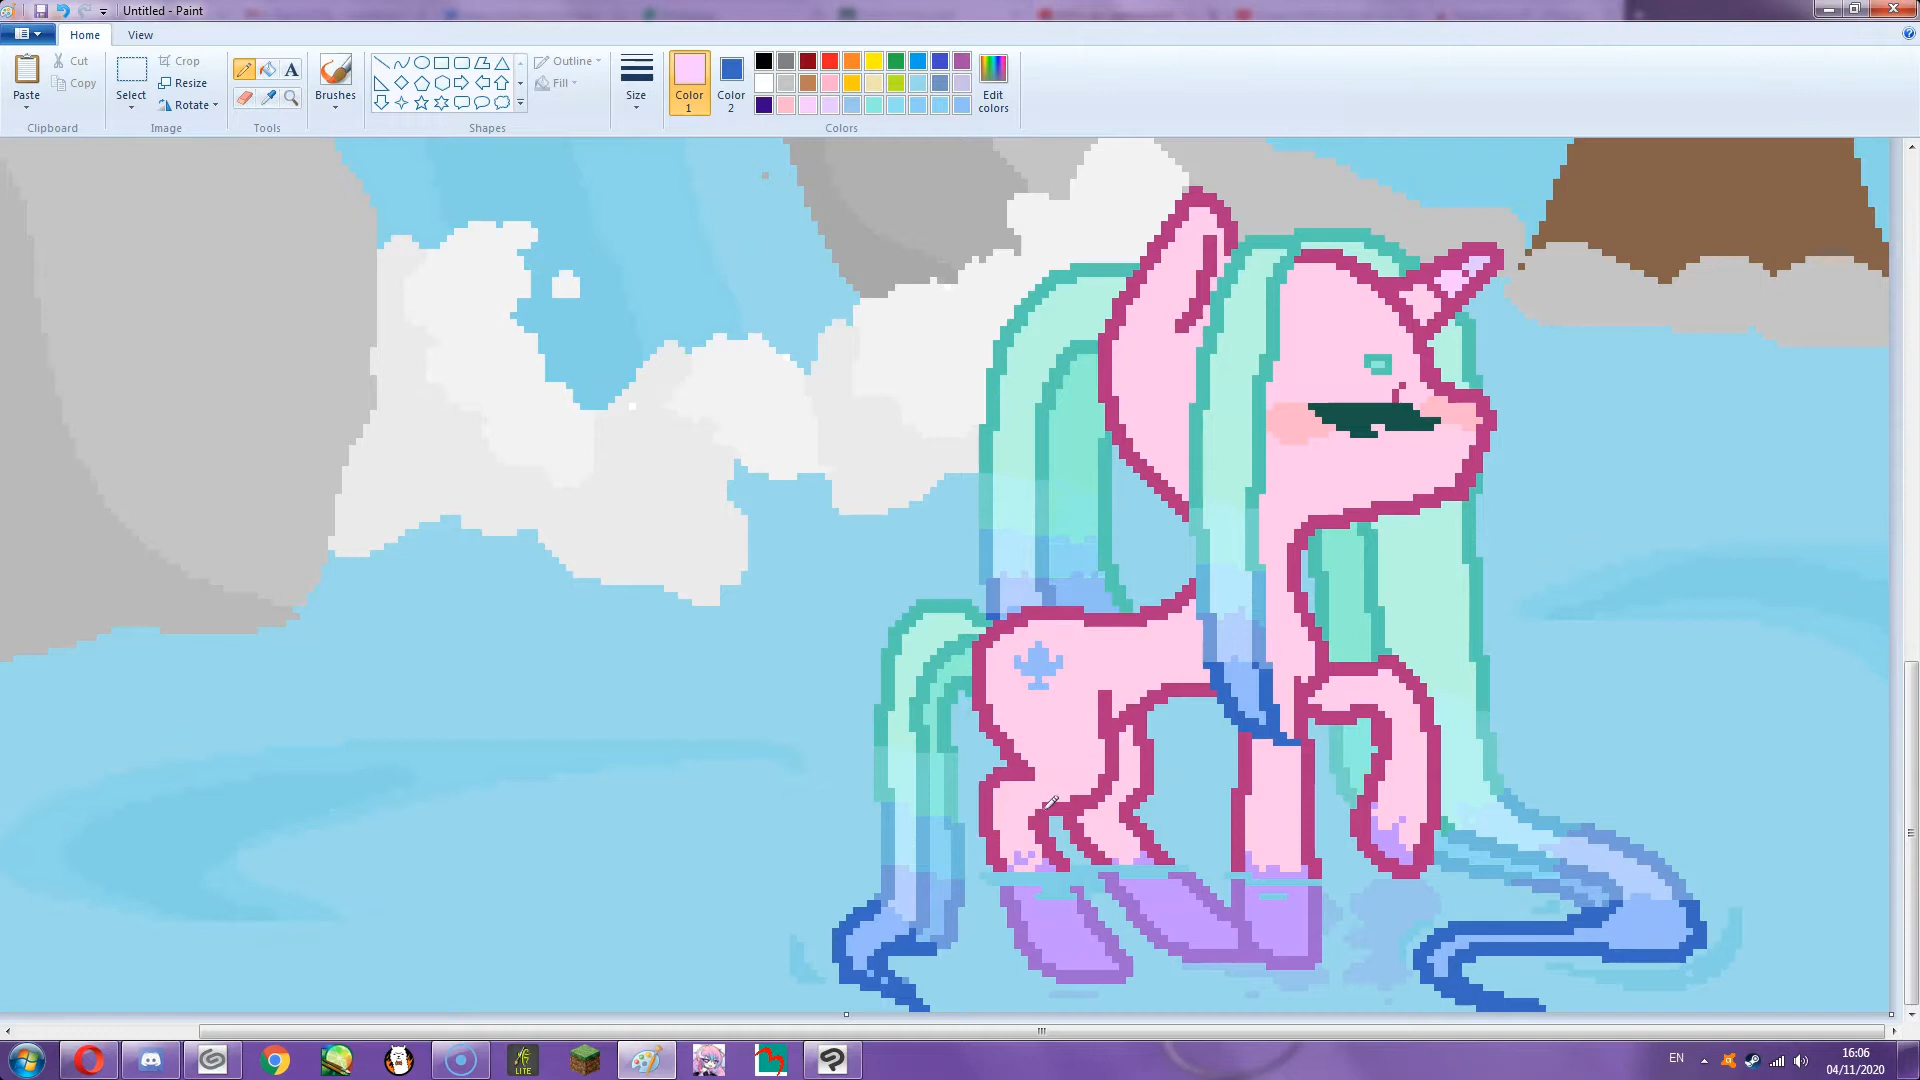 Untitled - Paint
Home View
Paste
Cut
Copy
Clipboard
Select
Crop
Resize
Rotate
Image
A
Tools
Brushes
Outline
Fill
Shapes
Size
Color
1
Color
2
Edit
colors
Colors
LITE
EN
16:06
04/11/2020